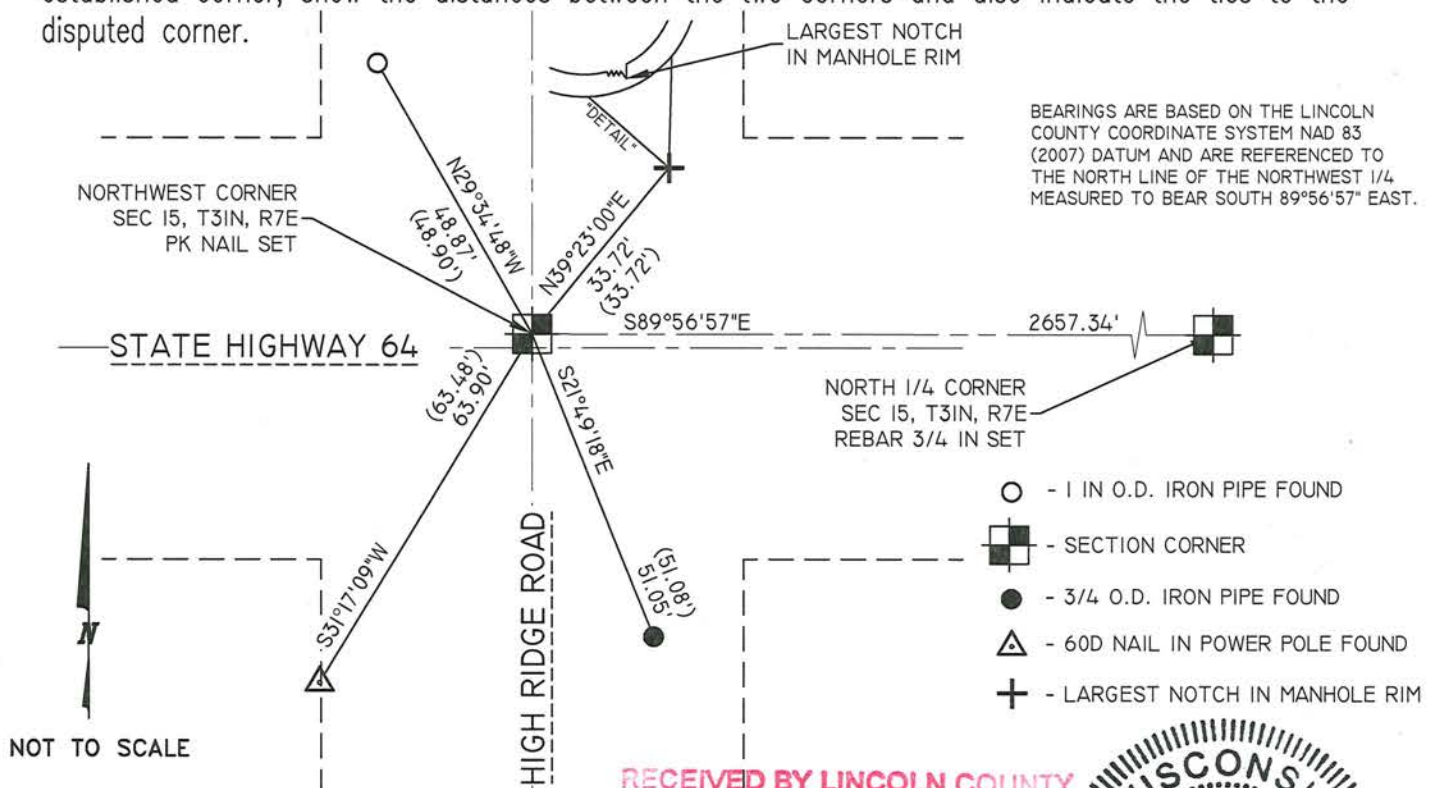 disputed corner.
LARGEST NOTCH
IN MANHOLE RIM
"DETAIL"
BEARINGS ARE BASED ON THE LINCOLN
COUNTY COORDINATE SYSTEM NAD 83
(2007) DATUM AND ARE REFERENCED TO
THE NORTH LINE OF THE NORTHWEST 1/4
MEASURED TO BEAR SOUTH 89°56'57" EAST.
NORTHWEST CORNER
SEC 15, T31N, R7E
PK NAIL SET
N29°34'48"W
48.87'
(48.90')
N39°23'00"E
33.72'
(33.72')
STATE HIGHWAY 64
S89°56'57"E
2657.34'
(63.48')
63.90'
S31°17'09"W
S21°49'18"E
(51.08')
51.05'
NORTH 1/4 CORNER
SEC 15, T31N, R7E
REBAR 3/4 IN SET
HIGH RIDGE ROAD
- 1 IN O.D. IRON PIPE FOUND
- SECTION CORNER
- 3/4 O.D. IRON PIPE FOUND
- 60D NAIL IN POWER POLE FOUND
- LARGEST NOTCH IN MANHOLE RIM
N
NOT TO SCALE
RECEIVED BY LINCOLN COUNTY